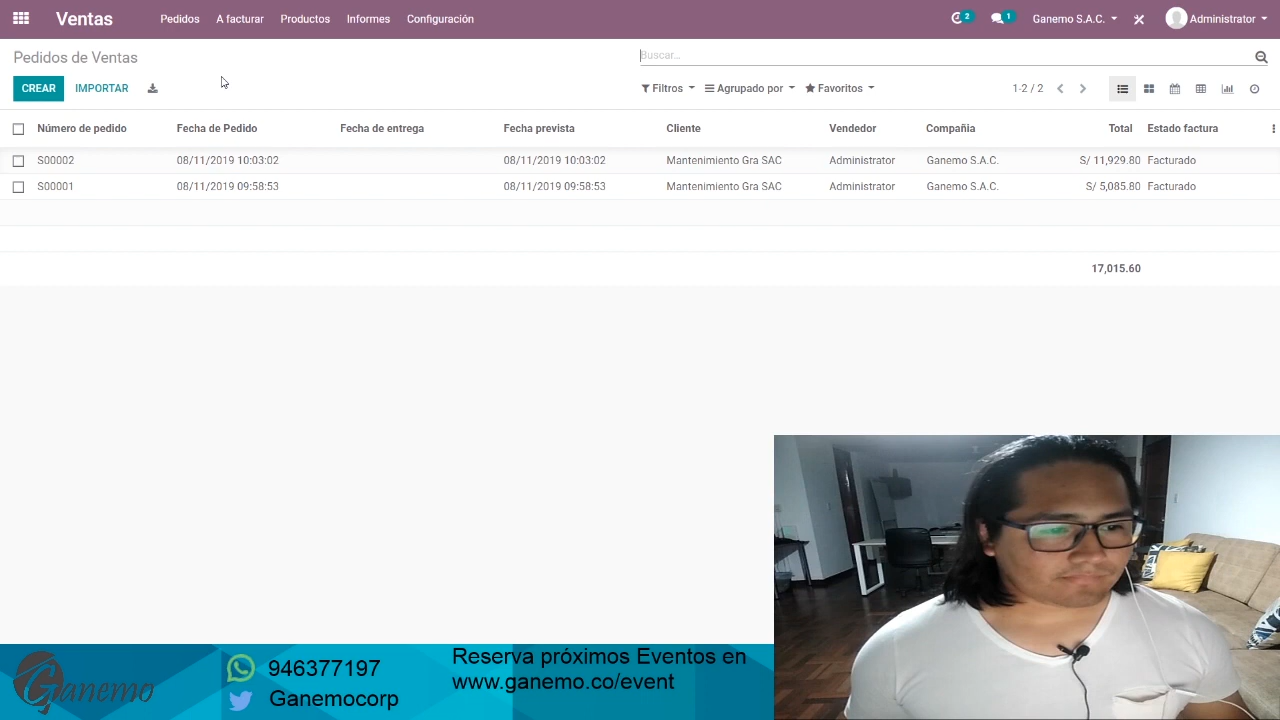 Ventas Pedidos A facturar Productos Informes Configuración 2 1 Ganemo S.A.C. Administrator
Pedidos de Ventas Buscar...
CREAR IMPORTAR Filtros Agrupado por Favoritos 1-2 / 2
Número de pedido Fecha de Pedido Fecha de entrega Fecha prevista Cliente Vendedor Compañia Total Estado factura
S00002 08/11/2019 10:03:02 08/11/2019 10:03:02 Mantenimiento Gra SAC Administrator Ganemo S.A.C. S/ 11,929.80 Facturado
S00001 08/11/2019 09:58:53 08/11/2019 09:58:53 Mantenimiento Gra SAC Administrator Ganemo S.A.C. S/ 5,085.80 Facturado
17,015.60
Ganemo
946377197
Ganemocorp
Reserva próximos Eventos en
www.ganemo.co/event